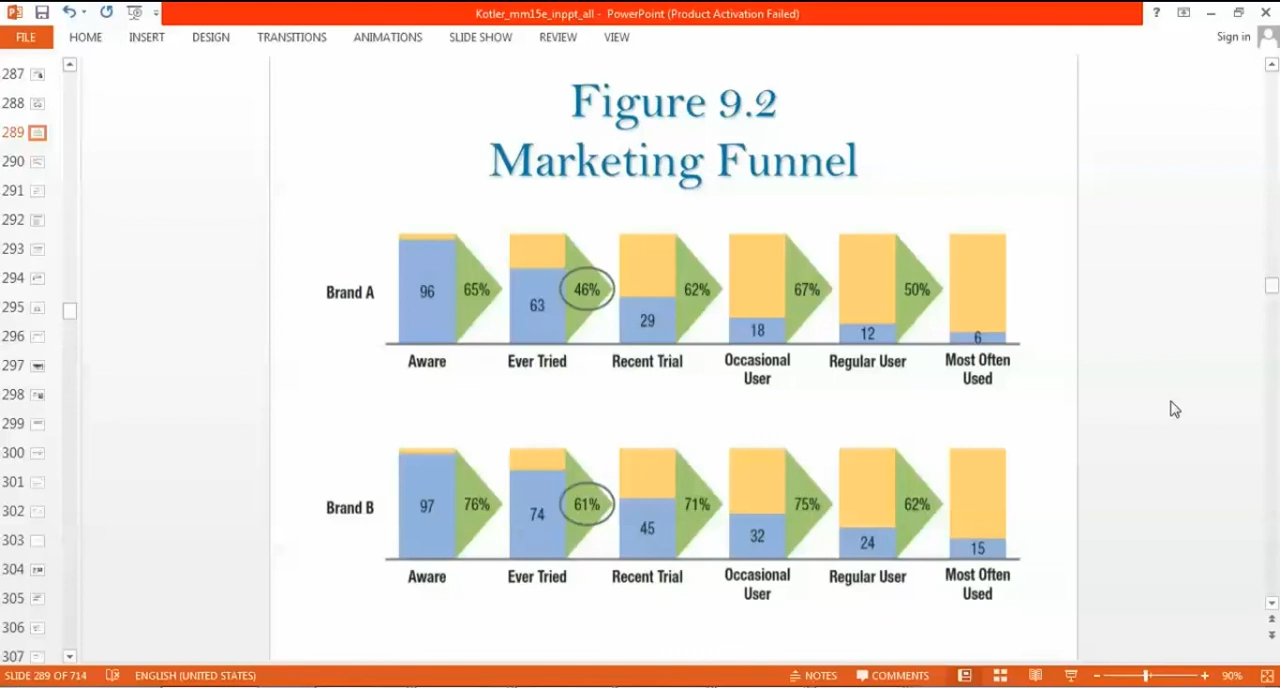 Kotler_mm15e_inppt_all - PowerPoint (Product Activation Failed)
?
FILE HOME INSERT DESIGN TRANSITIONS ANIMATIONS SLIDE SHOW REVIEW VIEW
Sign in
287
288
289
290
291
292
293
294
295
296
297
298
299
300
301
302
303
304
305
306
307
Figure 9.2
Marketing Funnel
Brand A
96 65% 63 46% 29 62% 18 67% 12 50% 6
Aware Ever Tried Recent Trial Occasional User Regular User Most Often Used
Brand B
97 76% 74 61% 45 71% 32 75% 24 62% 15
Aware Ever Tried Recent Trial Occasional User Regular User Most Often Used
SLIDE 289 OF 714 ENGLISH (UNITED STATES) NOTES COMMENTS 90%